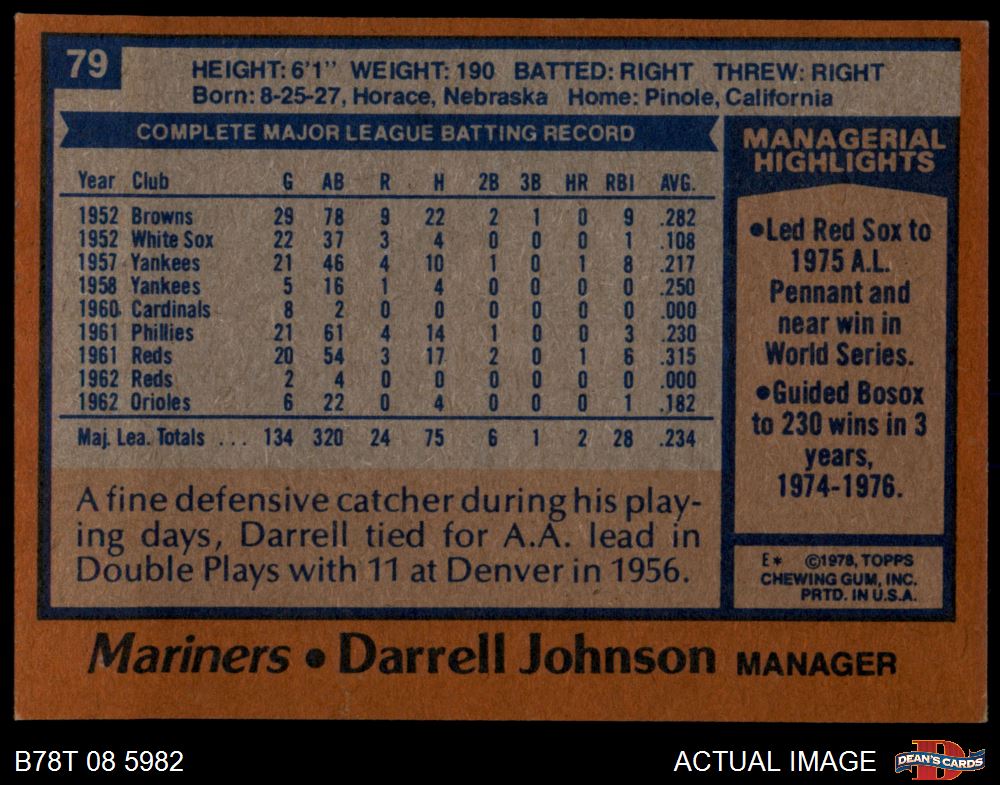 79
HEIGHT: 6'1" WEIGHT: 190 BATTED: RIGHT THREW: RIGHT
Born: 8-25-27, Horace, Nebraska Home: Pinole, California
COMPLETE MAJOR LEAGUE BATTING RECORD
Year Club G AB R H 2B 3B HR RBI AVG.
1952 Browns 29 78 9 22 2 1 0 9 .282
1952 White Sox 22 37 3 4 0 0 0 1 .108
1957 Yankees 21 46 4 10 1 0 1 8 .217
1958 Yankees 5 16 1 4 0 0 0 0 .250
1960 Cardinals 8 2 0 0 0 0 0 0 .000
1961 Phillies 21 61 4 14 1 0 0 3 .230
1961 Reds 20 54 3 17 2 0 1 6 .315
1962 Reds 2 4 0 0 0 0 0 0 .000
1962 Orioles 6 22 0 4 0 0 0 1 .182
Maj. Lea. Totals ... 134 320 24 75 6 1 2 28 .234
A fine defensive catcher during his play-
ing days, Darrell tied for A.A. lead in
Double Plays with 11 at Denver in 1956.
MANAGERIAL
HIGHLIGHTS
•Led Red Sox to
1975 A.L.
Pennant and
near win in
World Series.
•Guided Bosox
to 230 wins in 3
years,
1974-1976.
E* ©1978, TOPPS
CHEWING GUM, INC.
PRTD. IN U.S.A.
Mariners • Darrell Johnson MANAGER
B78T 08 5982
ACTUAL IMAGE
D
DEAN'S CARDS